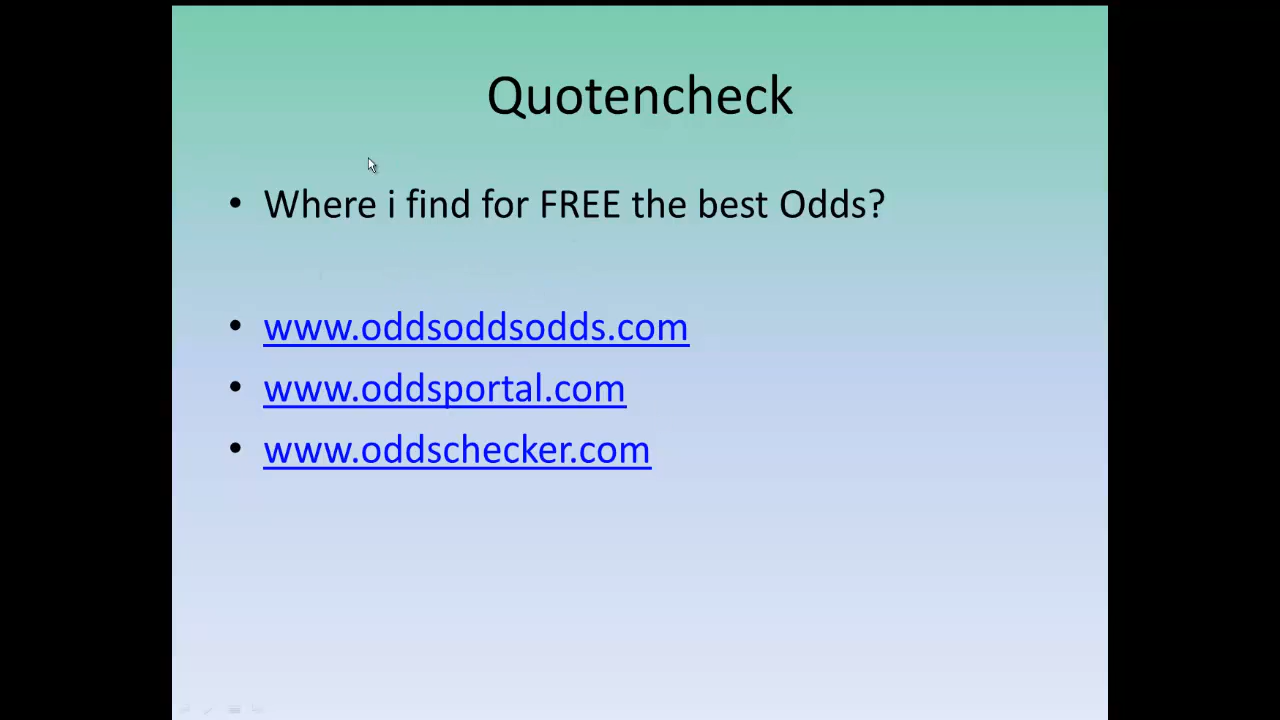 Quotencheck
• Where i find for FREE the best Odds?
• www.oddsoddsodds.com
• www.oddsportal.com
• www.oddschecker.com